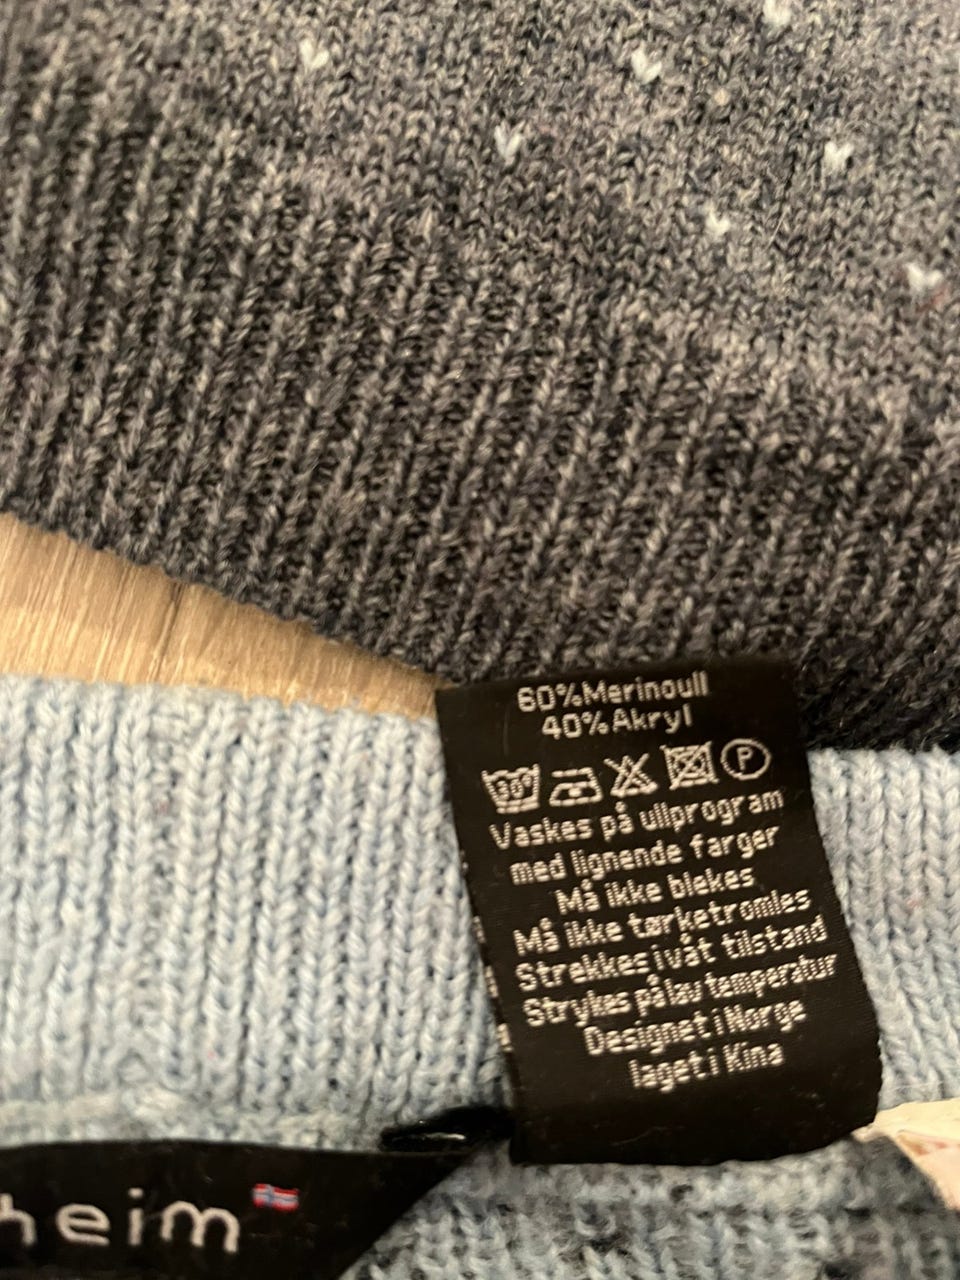 60%Merinoull
40%Akryl
30° P
Vaskes på ullprogram
med lignende farger
Må ikke blekes
Må ikke tørketromles
Strekkes i våt tilstand
Strykes på lav temperatur
Designet i Norge
laget i Kina
heim